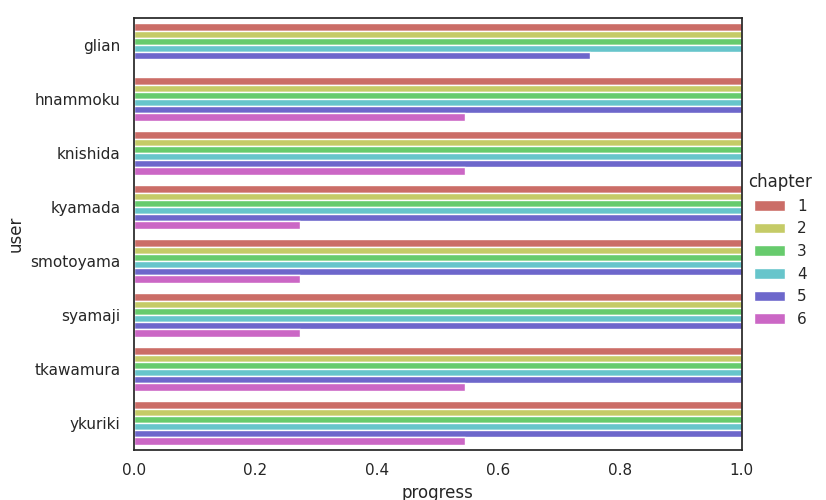 glian
hnammoku
knishida
kyamada
smotoyama
syamaji
tkawamura
ykuriki
user
0.0 0.2 0.4 0.6 0.8 1.0
progress
chapter
1
2
3
4
5
6